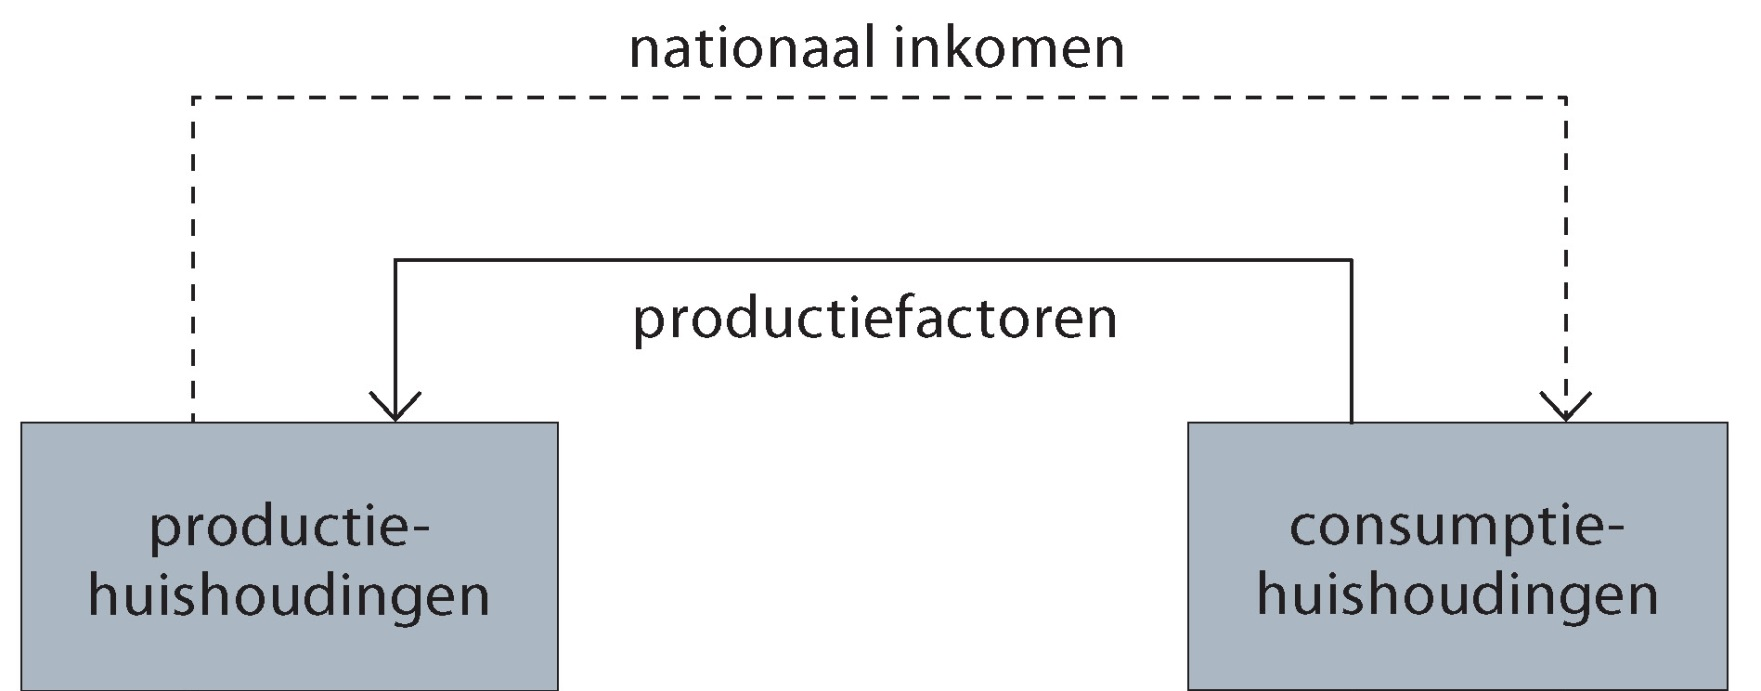 nationaal inkomen
productiefactoren
productie-
huishoudingen
consumptie-
huishoudingen